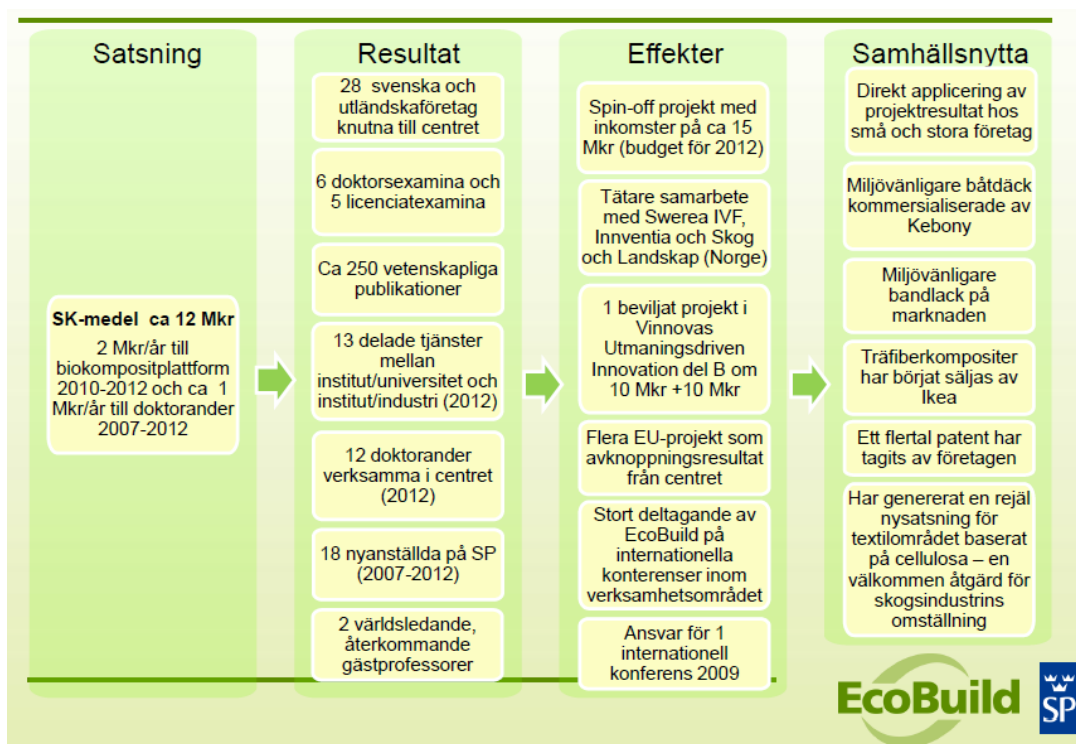 Satsning
SK-medel ca 12 Mkr
2 Mkr/år till
biokompositplattform
2010-2012 och ca 1
Mkr/år till doktorander
2007-2012
Resultat
28 svenska och
utländskaföretag
knutna till centret
6 doktorsexamina och
5 licenciatexamina
Ca 250 vetenskapliga
publikationer
13 delade tjänster
mellan
institut/universitet och
institut/industri (2012)
12 doktorander
verksamma i centret
(2012)
18 nyanställda på SP
(2007-2012)
2 världsledande,
återkommande
gästprofessorer
Effekter
Spin-off projekt med
inkomster på ca 15
Mkr (budget för 2012)
Tätare samarbete
med Swerea IVF,
Innventia och Skog
och Landskap (Norge)
1 beviljat projekt i
Vinnovas
Utmaningsdriven
Innovation del B om
10 Mkr +10 Mkr
Flera EU-projekt som
avknoppningsresultat
från centret
Stort deltagande av
EcoBuild på
internationella
konterenser inom
verksamhetsområdet
Ansvar för 1
internationell
konferens 2009
Samhällsnytta
Direkt applicering av
projektresultat hos
små och stora företag
Miljövänligare båtdäck
kommersialiserade av
Kebony
Miljövänligare
bandlack på
marknaden
Träfiberkompositer
har börjat säljas av
Ikea
Ett flertal patent har
tagits av företagen
Har genererat en rejäl
nysatsning för
textilområdet baserat
på cellulosa – en
välkommen åtgärd för
skogsindustrins
omställning
EcoBuild
SP